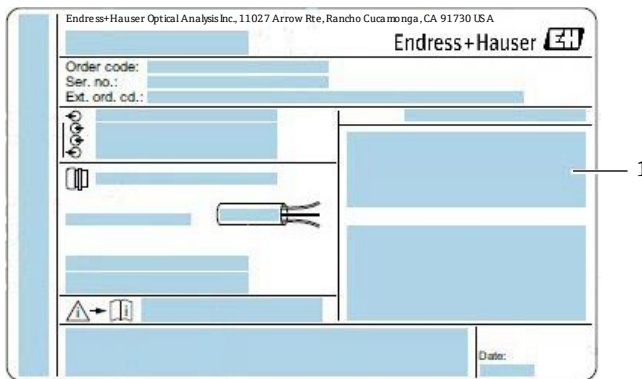 Endress+Hauser Optical Analysis Inc., 11027 Arrow Rte, Rancho Cucamonga, CA 91730 USA
Endress+Hauser EH
Order code:
Ser. no.:
Ext. ord. cd.:
1
Date: